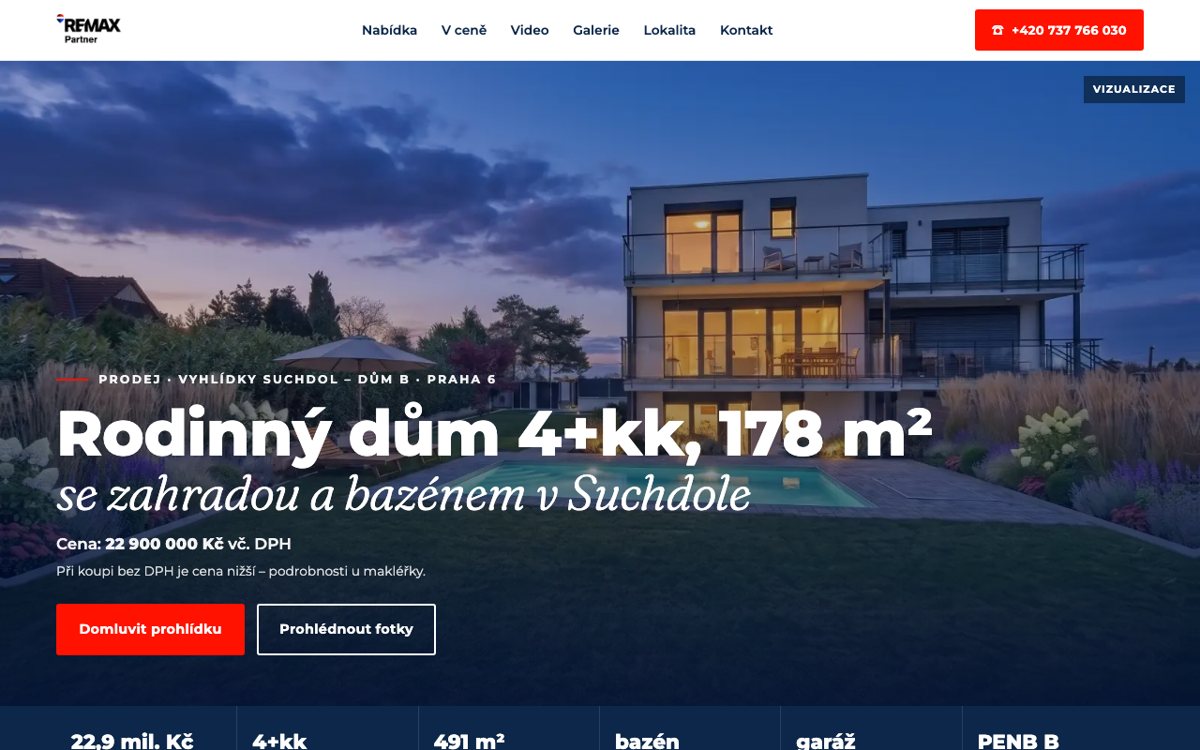 REMAX
Partner
Nabídka
V ceně
Video
Galerie
Lokalita
Kontakt
☎ +420 737 766 030
VIZUALIZACE
PRODEJ · VYHLÍDKY SUCHDOL – DŮM B · PRAHA 6
Rodinný dům 4+kk, 178 m²
se zahradou a bazénem v Suchdole
Cena: 22 900 000 Kč vč. DPH
Při koupi bez DPH je cena nižší – podrobnosti u makléřky.
Domluvit prohlídku
Prohlédnout fotky
22,9 mil. Kč
4+kk
491 m²
bazén
garáž
PENB B